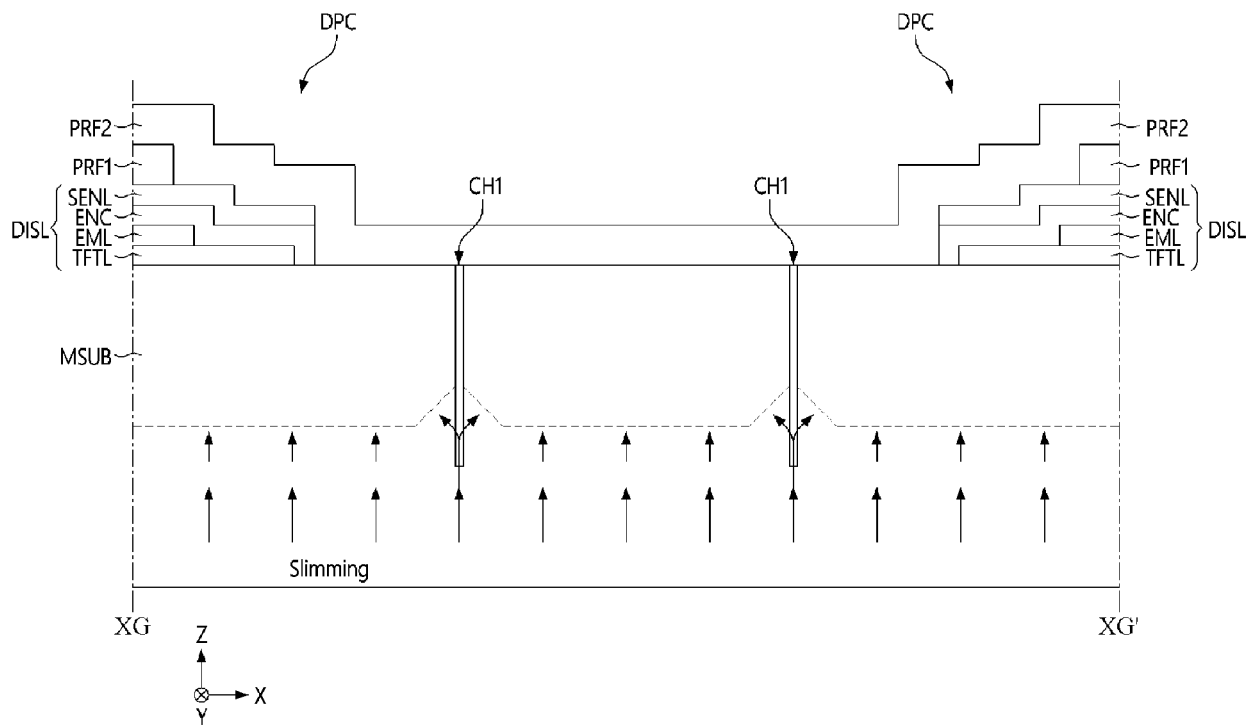 DPC DPC
PRF2 PRF2
PRF1 PRF1
SENL CH1 CH1 SENL
ENC ENC
DISL DISL
EML EML
TFTL TFTL
MSUB
Slimming
XG XG'
Z
X
Y